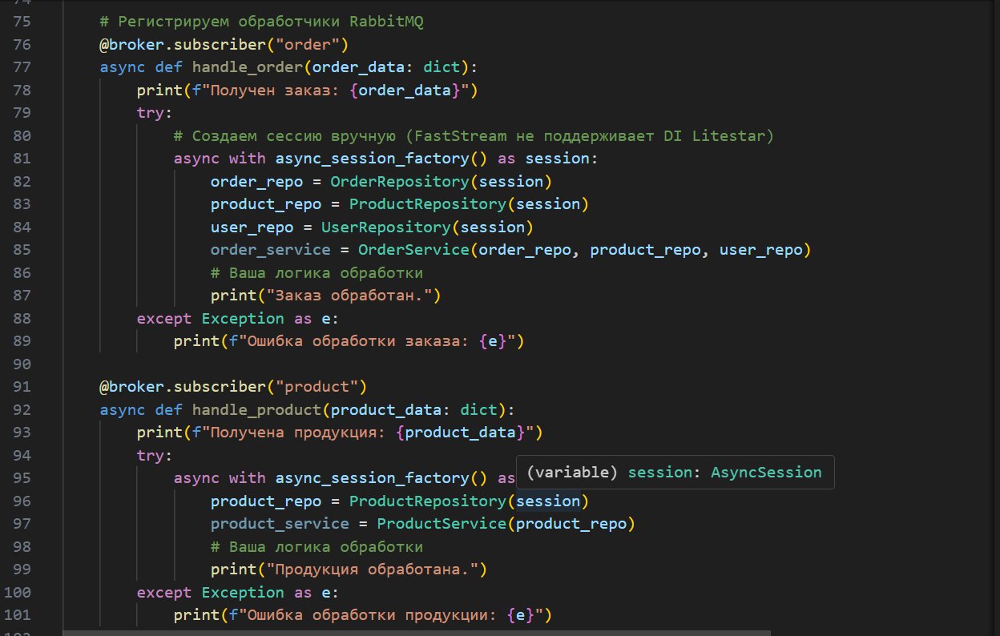 75 # Регистрируем обработчики RabbitMQ
76 @broker.subscriber("order")
77 async def handle_order(order_data: dict):
78 print(f"Получен заказ: {order_data}")
79 try:
80 # Создаем сессию вручную (FastStream не поддерживает DI Litestar)
81 async with async_session_factory() as session:
82 order_repo = OrderRepository(session)
83 product_repo = ProductRepository(session)
84 user_repo = UserRepository(session)
85 order_service = OrderService(order_repo, product_repo, user_repo)
86 # Ваша логика обработки
87 print("Заказ обработан.")
88 except Exception as e:
89 print(f"Ошибка обработки заказа: {e}")
90
91 @broker.subscriber("product")
92 async def handle_product(product_data: dict):
93 print(f"Получена продукция: {product_data}")
94 try:
95 async with async_session_factory() as (variable) session: AsyncSession
96 product_repo = ProductRepository(session)
97 product_service = ProductService(product_repo)
98 # Ваша логика обработки
99 print("Продукция обработана.")
100 except Exception as e:
101 print(f"Ошибка обработки продукции: {e}")